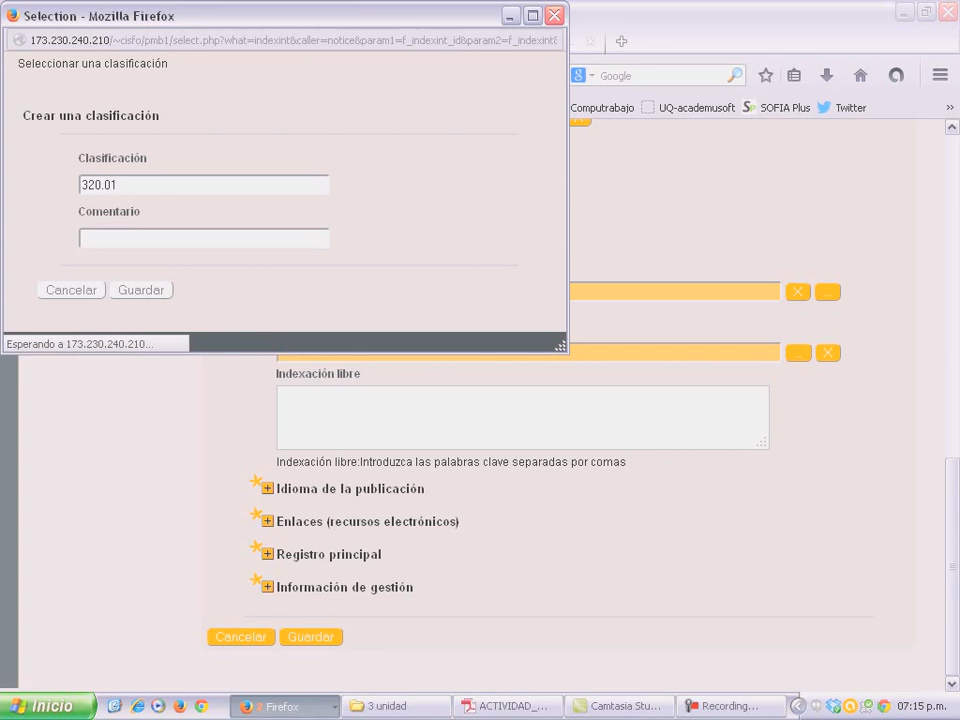 Selection - Mozilla Firefox
173.230.240.210/~cisfo/pmb1/select.php?what=indexint&caller=notice&param1=f_indexint_id&param2=f_indexint&
Seleccionar una clasificación
Crear una clasificación
Clasificación
320.01
Comentario
Cancelar Guardar
Esperando a 173.230.240.210...
Google
Computrabajo UQ-academusoft SOFIA Plus Twitter »
Indexación libre
Indexación libre:Introduzca las palabras clave separadas por comas
Idioma de la publicación
Enlaces (recursos electrónicos)
Registro principal
Información de gestión
Cancelar Guardar
Inicio 2 Firefox 3 unidad ACTIVIDAD_... Camtasia Stu... Recording... 07:15 p.m.